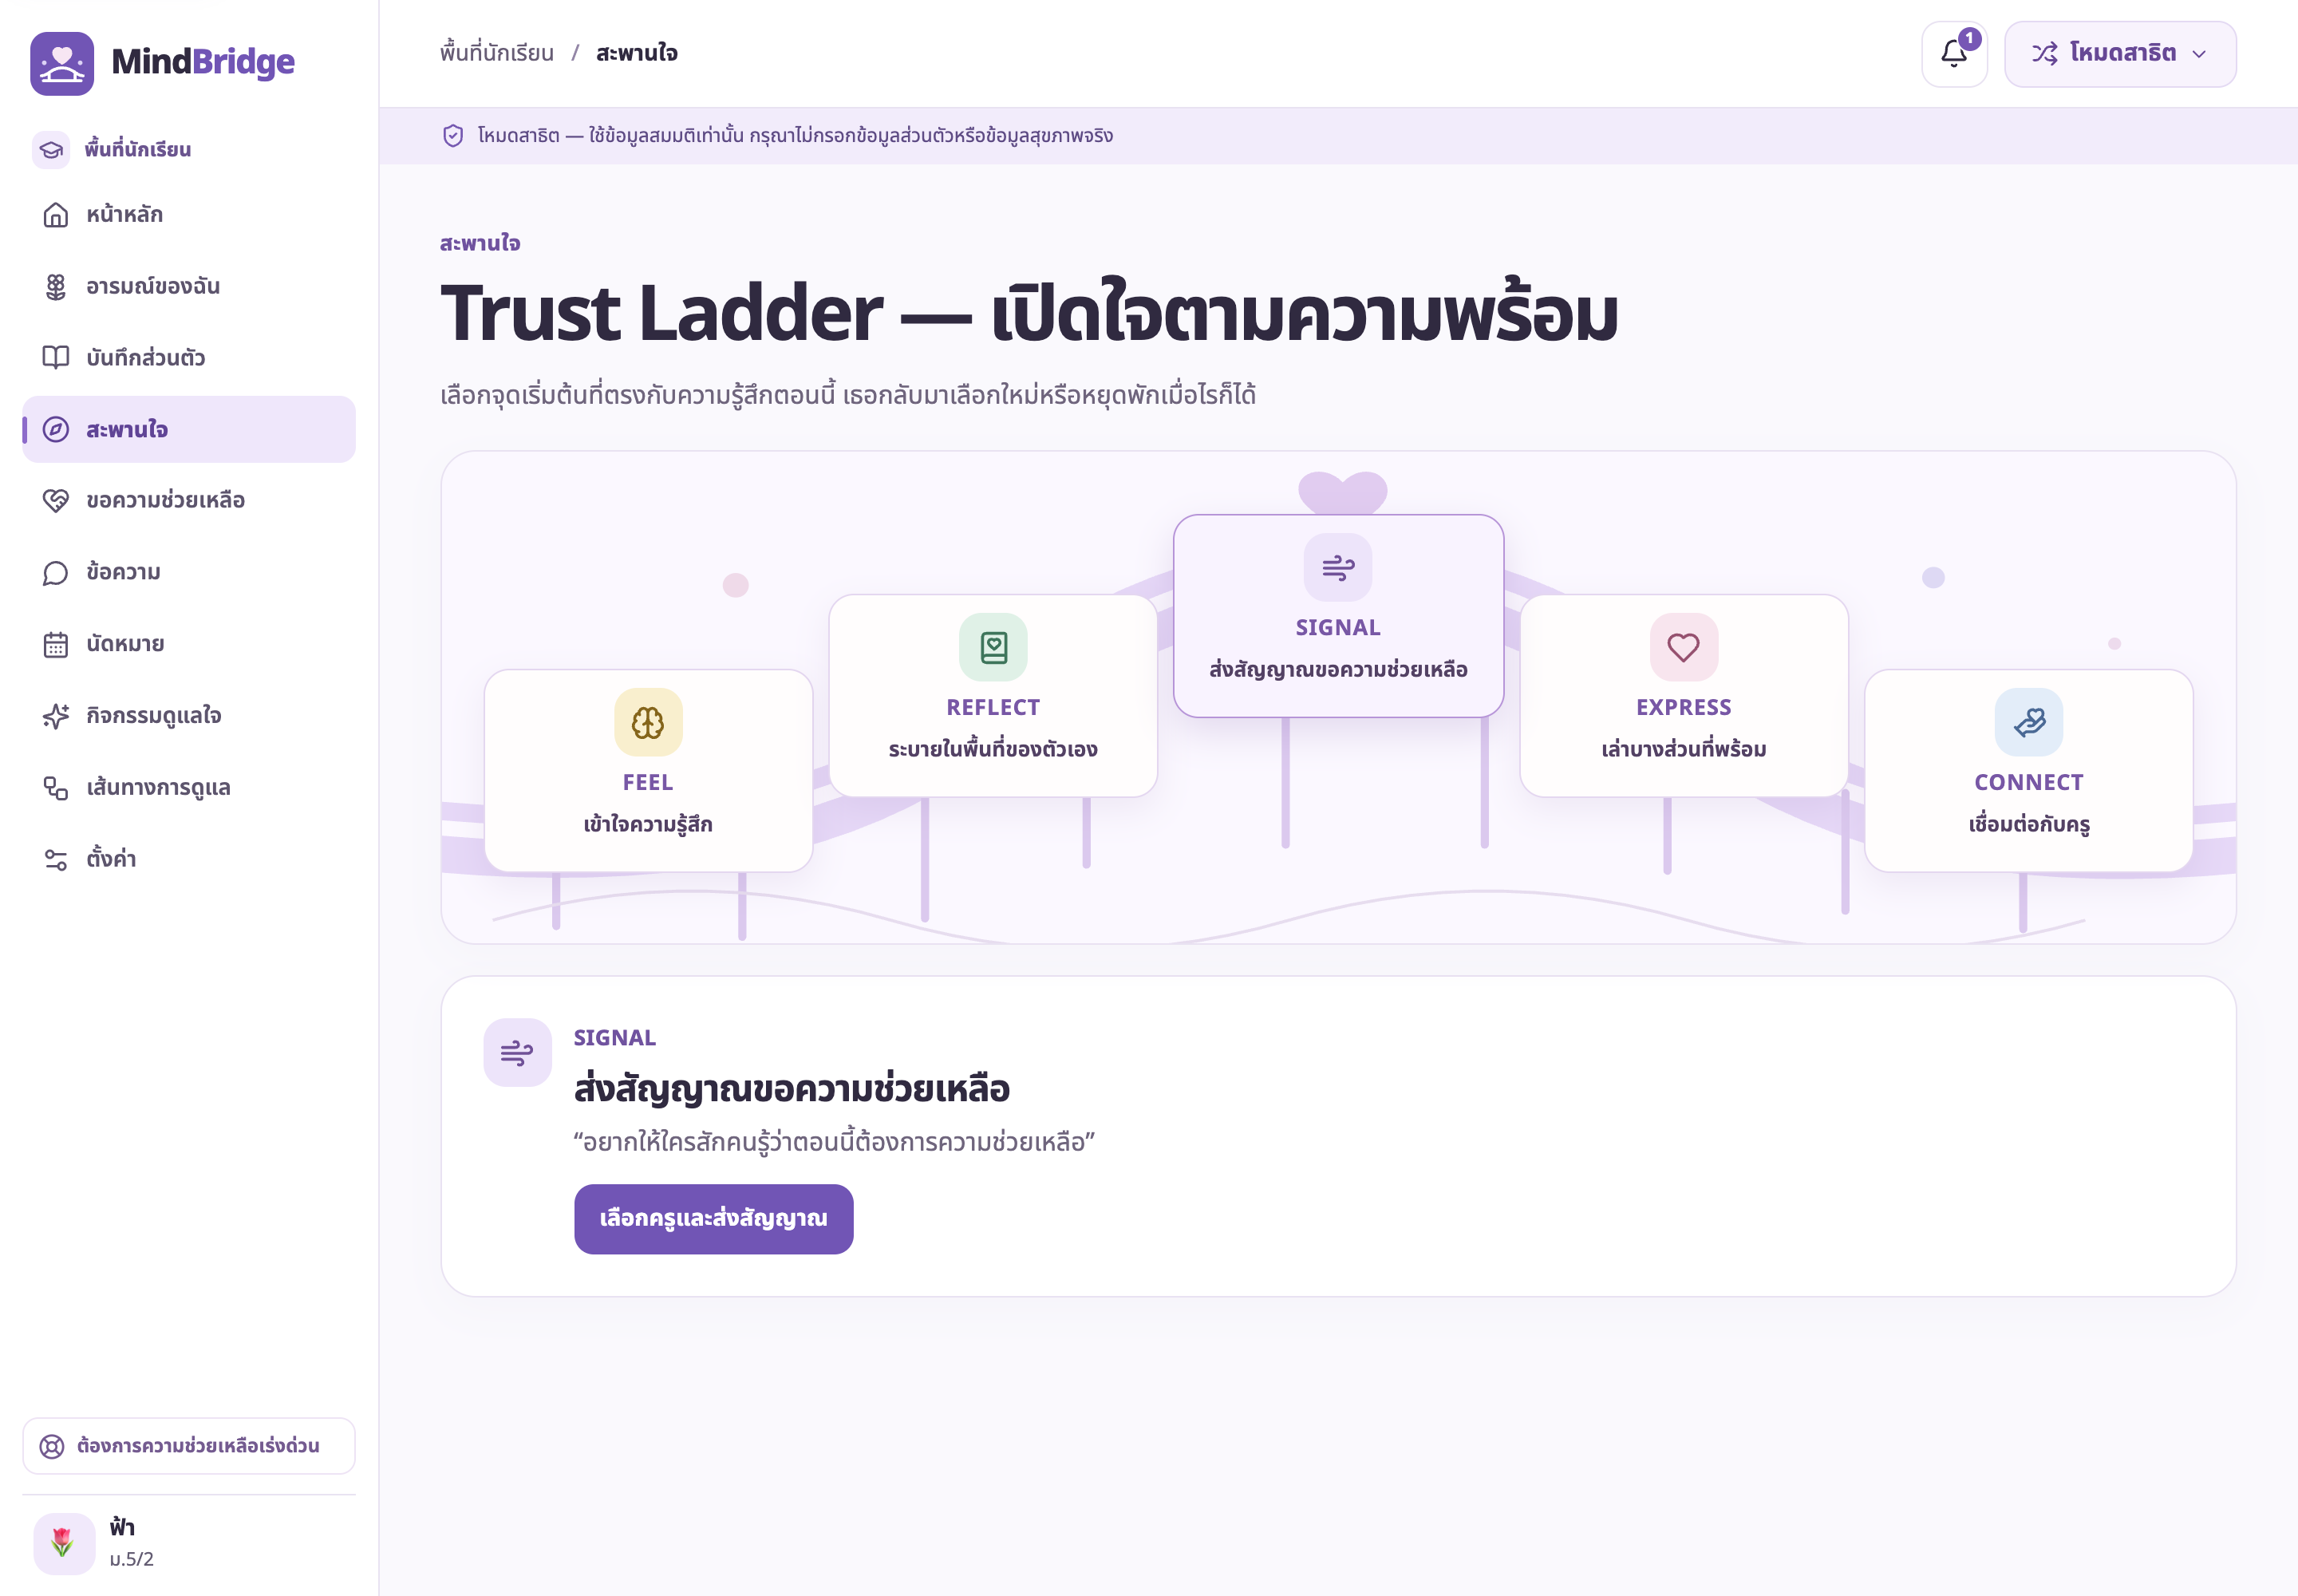 MindBridge
พื้นที่นักเรียน
หน้าหลัก
อารมณ์ของฉัน
บันทึกส่วนตัว
สะพานใจ
ขอความช่วยเหลือ
ข้อความ
นัดหมาย
กิจกรรมดูแลใจ
เส้นทางการดูแล
ตั้งค่า
ต้องการความช่วยเหลือเร่งด่วน
ฟ้า
ม.5/2
พื้นที่นักเรียน / สะพานใจ
1
โหมดสาธิต
โหมดสาธิต — ใช้ข้อมูลสมมติเท่านั้น กรุณาไม่กรอกข้อมูลส่วนตัวหรือข้อมูลสุขภาพจริง
สะพานใจ
Trust Ladder — เปิดใจตามความพร้อม
เลือกจุดเริ่มต้นที่ตรงกับความรู้สึกตอนนี้ เธอกลับมาเลือกใหม่หรือหยุดพักเมื่อไรก็ได้
FEEL
เข้าใจความรู้สึก
REFLECT
ระบายในพื้นที่ของตัวเอง
SIGNAL
ส่งสัญญาณขอความช่วยเหลือ
EXPRESS
เล่าบางส่วนที่พร้อม
CONNECT
เชื่อมต่อกับครู
SIGNAL
ส่งสัญญาณขอความช่วยเหลือ
“อยากให้ใครสักคนรู้ว่าตอนนี้ต้องการความช่วยเหลือ”
เลือกครูและส่งสัญญาณ